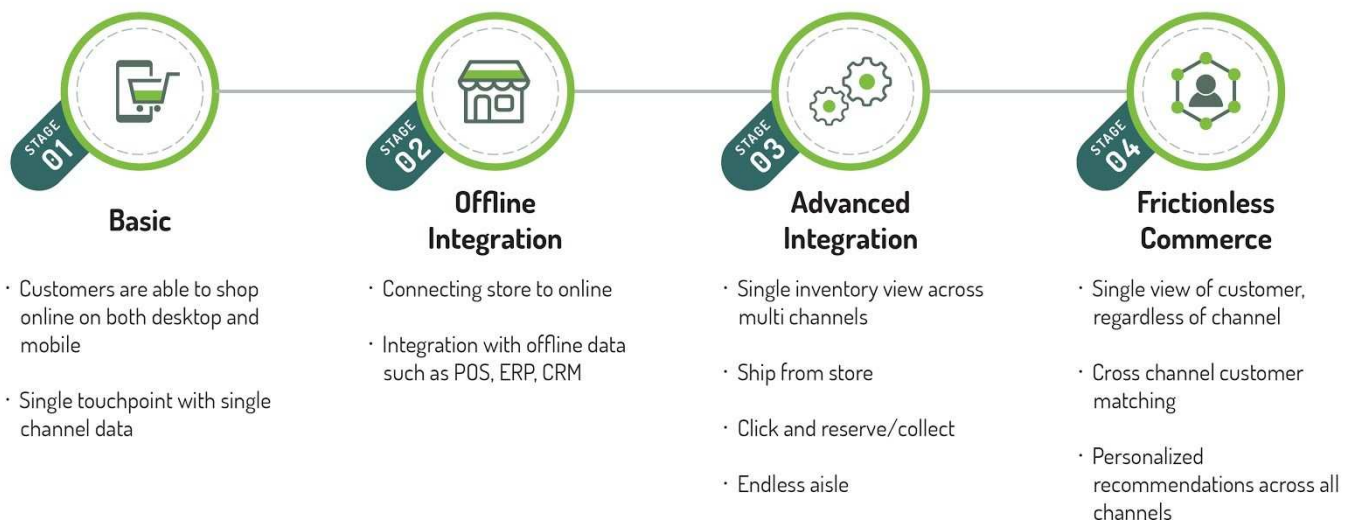 STAGE
01
Basic
· Customers are able to shop
online on both desktop and
mobile
· Single touchpoint with single
channel data
STAGE
02
Offline
Integration
· Connecting store to online
· Integration with offline data
such as POS, ERP, CRM
STAGE
03
Advanced
Integration
· Single inventory view across
multi channels
· Ship from store
· Click and reserve/collect
· Endless aisle
STAGE
04
Frictionless
Commerce
· Single view of customer,
regardless of channel
· Cross channel customer
matching
· Personalized
recommendations across all
channels